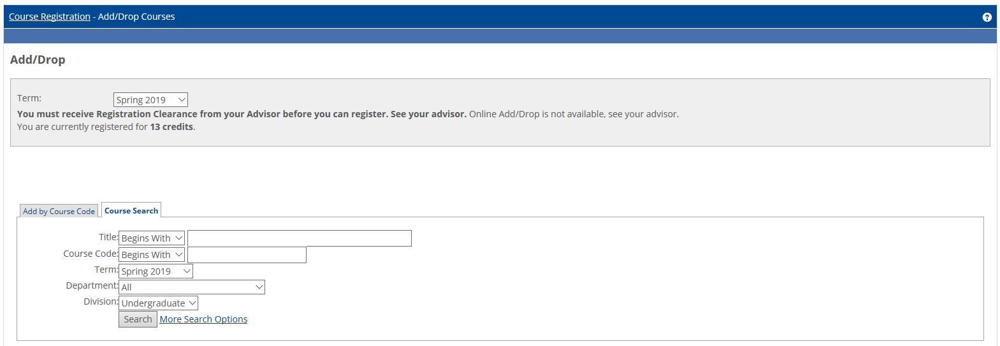 Course Registration - Add/Drop Courses
?
Add/Drop
Term: Spring 2019
You must receive Registration Clearance from your Advisor before you can register. See your advisor. Online Add/Drop is not available, see your advisor.
You are currently registered for 13 credits.
Add by Course Code Course Search
Title: Begins With
Course Code: Begins With
Term: Spring 2019
Department: All
Division: Undergraduate
Search More Search Options